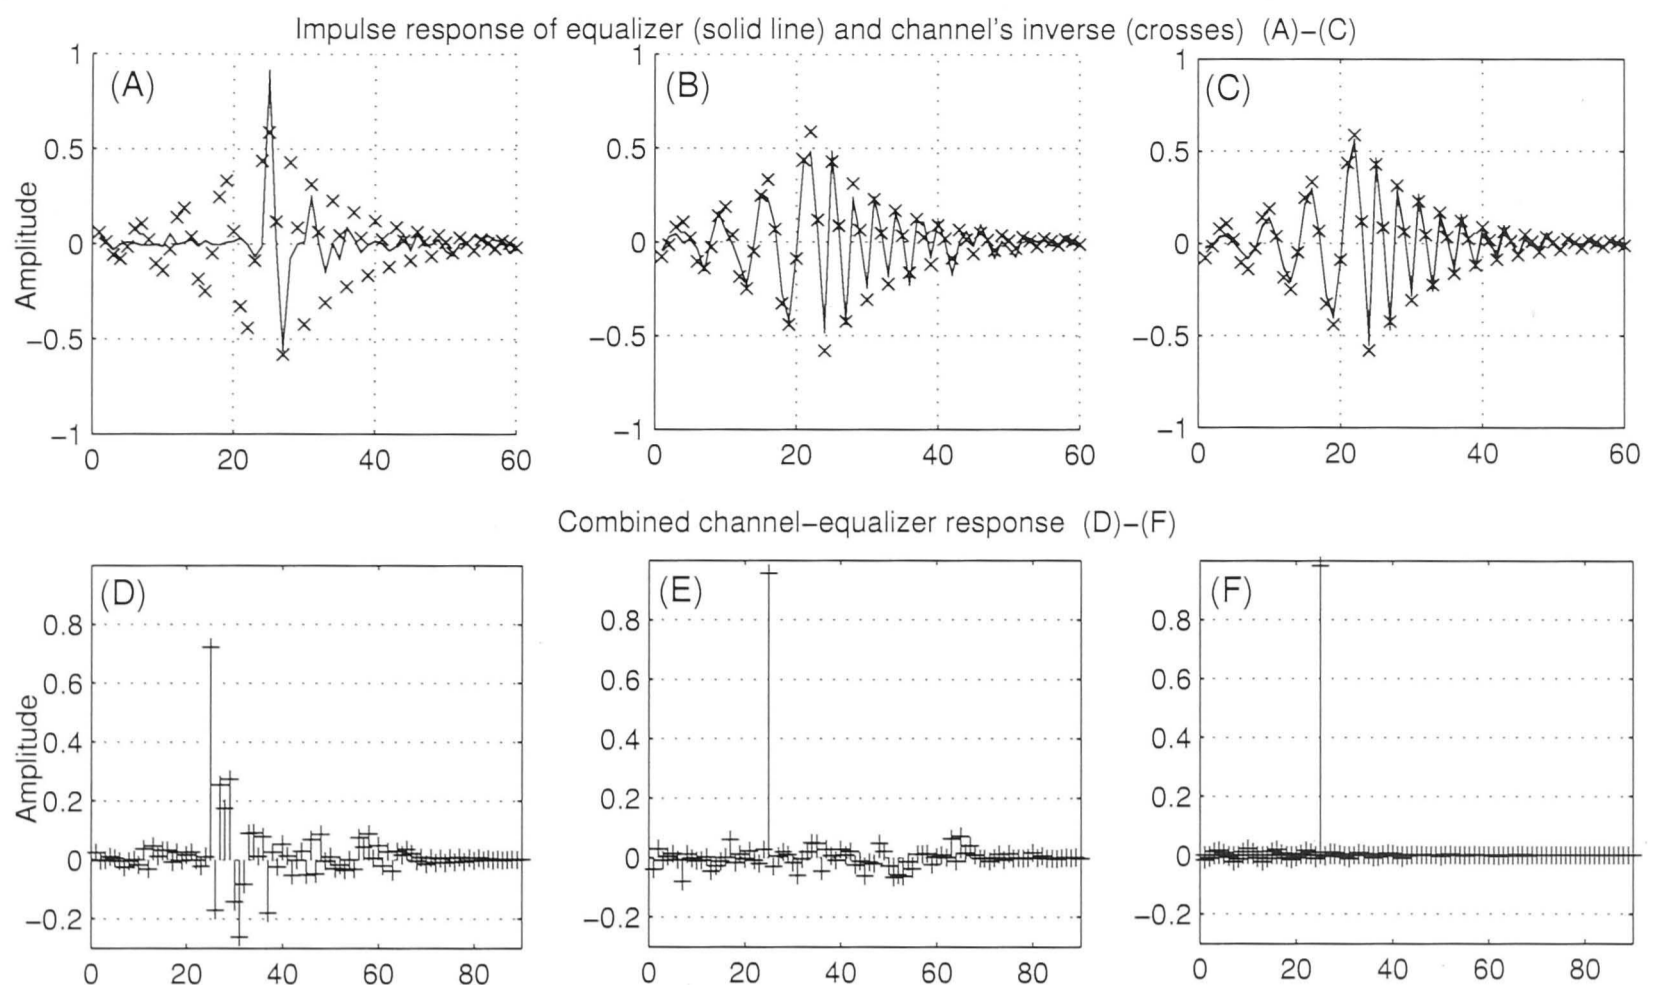 Impulse response of equalizer (solid line) and channel's inverse (crosses) (A)–(C)
1 1 1
(A) (B) (C)
0.5 0.5 0.5
Amplitude
0 0 0
−0.5 −0.5 −0.5
−1 −1 −1
0 20 40 60 0 20 40 60 0 20 40 60
Combined channel–equalizer response (D)–(F)
(D) (E) (F)
0.8 0.8 0.8
0.6 0.6 0.6
Amplitude
0.4 0.4 0.4
0.2 0.2 0.2
0 0 0
−0.2 −0.2 −0.2
0 20 40 60 80 0 20 40 60 80 0 20 40 60 80